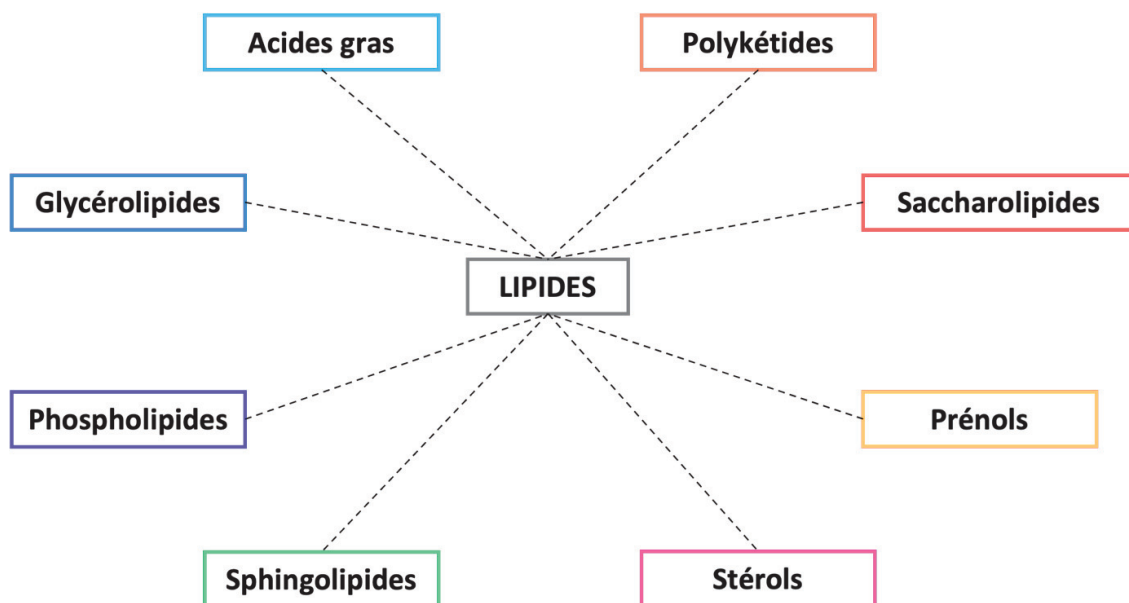 Acides gras
Polykétides
Glycérolipides
Saccharolipides
LIPIDES
Phospholipides
Prénols
Sphingolipides
Stérols